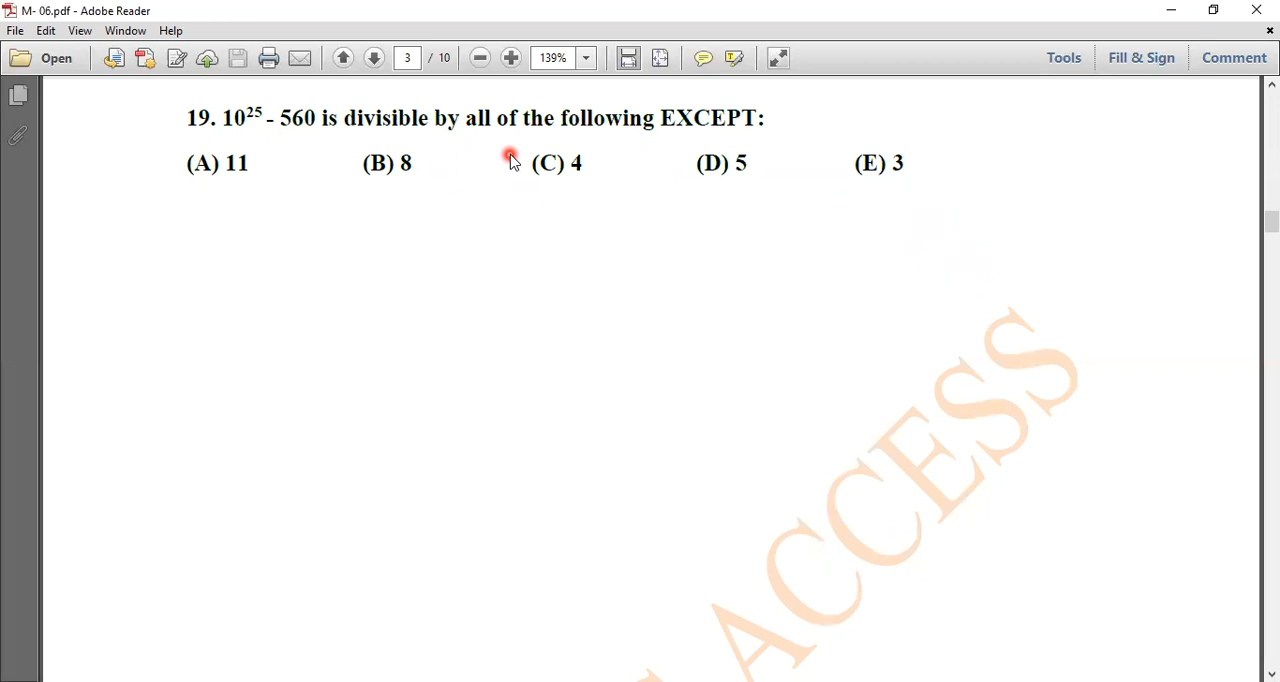 M- 06.pdf - Adobe Reader
File Edit View Window Help
Open 3 / 10 139% Tools Fill & Sign Comment
19. 10²⁵ - 560 is divisible by all of the following EXCEPT:
(A) 11 (B) 8 (C) 4 (D) 5 (E) 3
ACCESS